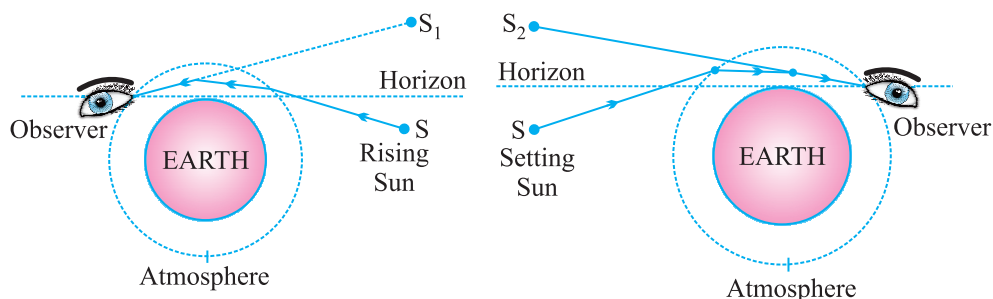 S₁
Horizon
Observer
S
EARTH
Rising
Sun
Atmosphere
S₂
Horizon
S
Observer
Setting
Sun
EARTH
Atmosphere